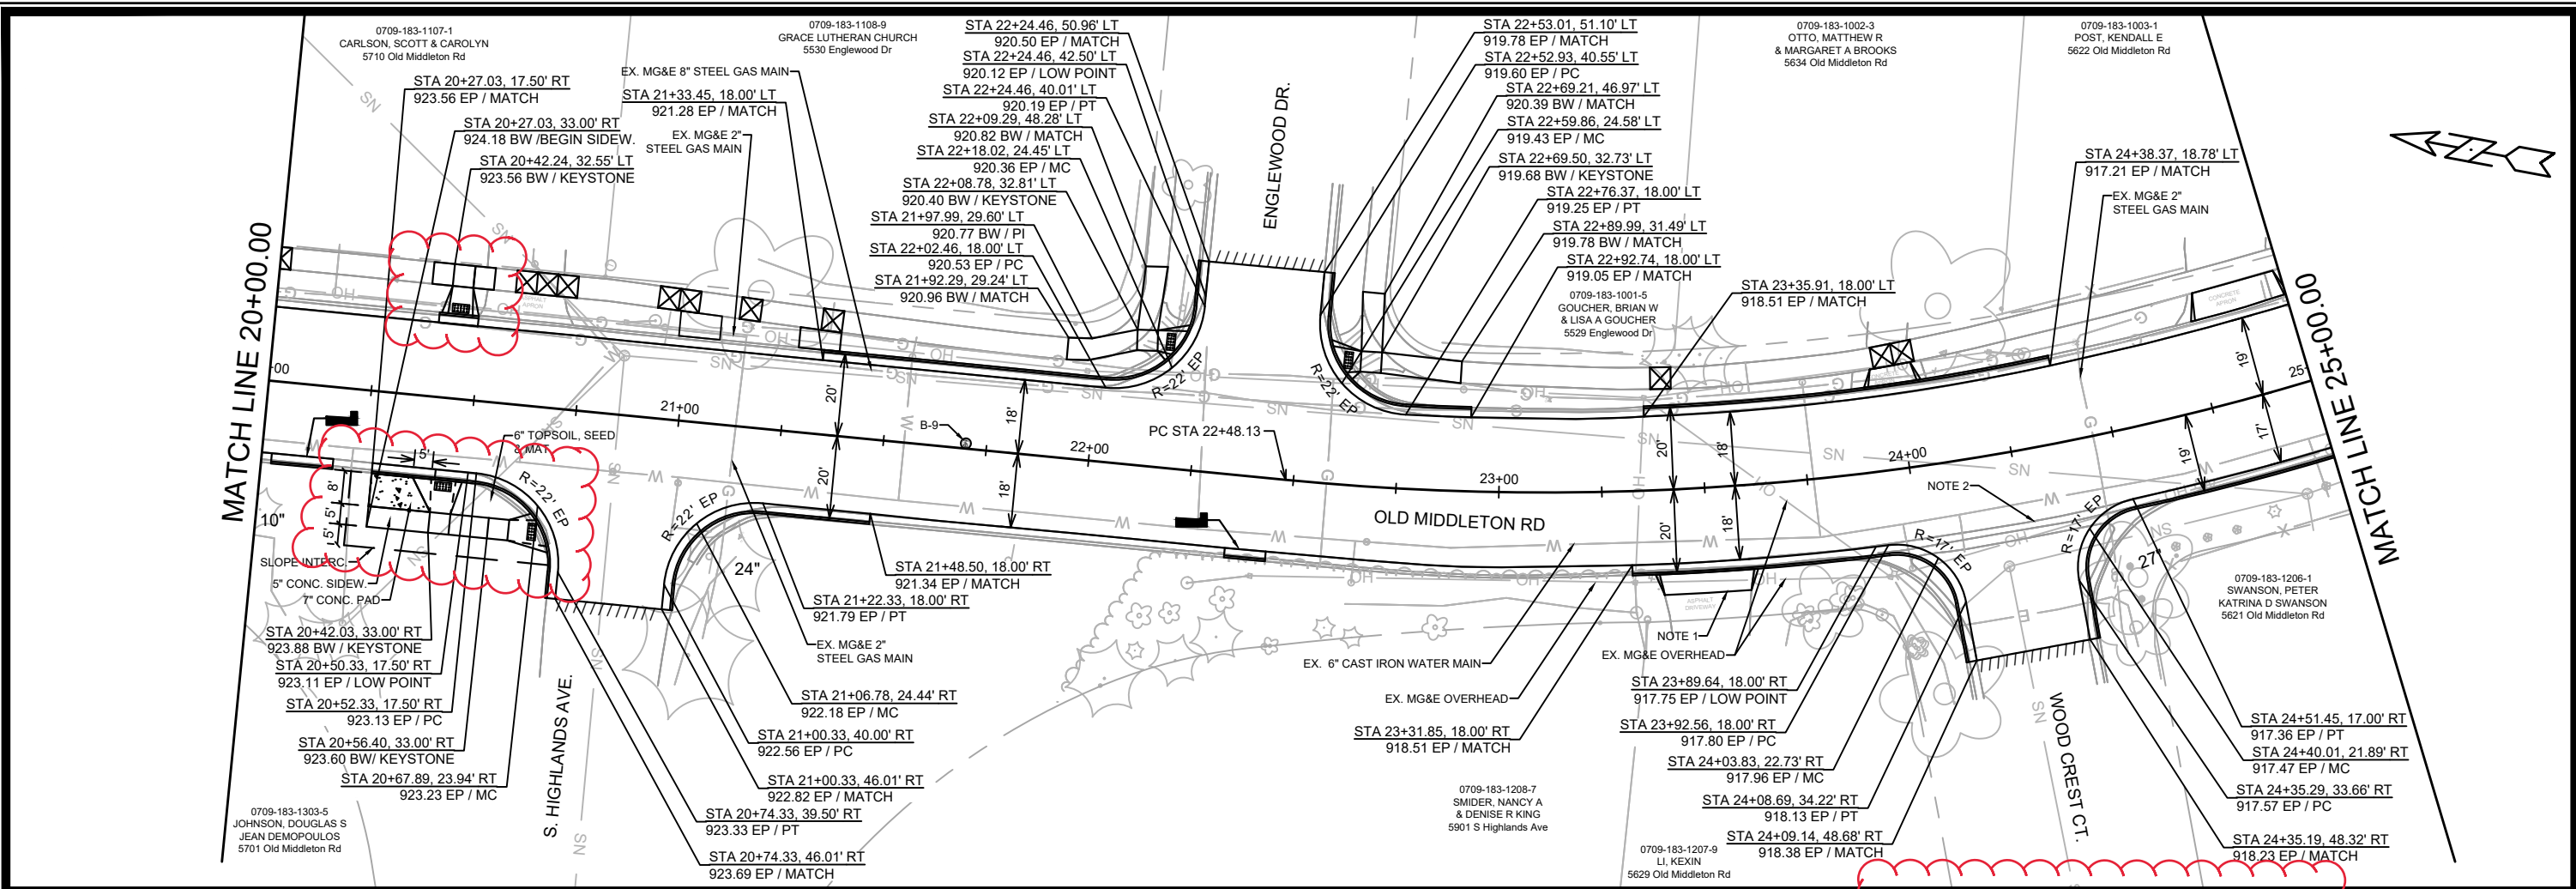 0709-183-1107-1
CARLSON, SCOTT & CAROLYN
5710 Old Middleton Rd
0709-183-1108-9
GRACE LUTHERAN CHURCH
5530 Englewood Dr
0709-183-1002-3
OTTO, MATTHEW R
& MARGARET A BROOKS
5634 Old Middleton Rd
0709-183-1003-1
POST, KENDALL E
5622 Old Middleton Rd
STA 20+27.03, 17.50' RT
923.56 EP / MATCH
STA 20+27.03, 33.00' RT
924.18 BW /BEGIN SIDEW.
STA 20+42.24, 32.55' LT
923.56 BW / KEYSTONE
EX. MG&E 8" STEEL GAS MAIN
STA 21+33.45, 18.00' LT
921.28 EP / MATCH
EX. MG&E 2"
STEEL GAS MAIN
STA 22+24.46, 50.96' LT
920.50 EP / MATCH
STA 22+24.46, 42.50' LT
920.12 EP / LOW POINT
STA 22+24.46, 40.01' LT
920.19 EP / PT
STA 22+09.29, 48.28' LT
920.82 BW / MATCH
STA 22+18.02, 24.45' LT
920.36 EP / MC
STA 22+08.78, 32.81' LT
920.40 BW / KEYSTONE
STA 21+97.99, 29.60' LT
920.77 BW / PI
STA 22+02.46, 18.00' LT
920.53 EP / PC
STA 21+92.29, 29.24' LT
920.96 BW / MATCH
ENGLEWOOD DR.
STA 22+53.01, 51.10' LT
919.78 EP / MATCH
STA 22+52.93, 40.55' LT
919.60 EP / PC
STA 22+69.21, 46.97' LT
920.39 BW / MATCH
STA 22+59.86, 24.58' LT
919.43 EP / MC
STA 22+69.50, 32.73' LT
919.68 BW / KEYSTONE
STA 22+76.37, 18.00' LT
919.25 EP / PT
STA 22+89.99, 31.49' LT
919.78 BW / MATCH
STA 22+92.74, 18.00' LT
919.05 EP / MATCH
0709-183-1001-5
GOUCHER, BRIAN W
& LISA A GOUCHER
5529 Englewood Dr
STA 23+35.91, 18.00' LT
918.51 EP / MATCH
STA 24+38.37, 18.78' LT
917.21 EP / MATCH
EX. MG&E 2"
STEEL GAS MAIN
MATCH LINE 20+00.00
MATCH LINE 25+00.00
ASPHALT
APRON
CONCRETE
APRON
+00
21+00
22+00
23+00
24+00
25+
20'
20'
18'
18'
20'
20'
18'
18'
19'
19'
17'
B-9
PC STA 22+48.13
OLD MIDDLETON RD
R=22' EP
R=22' EP
R=22' EP
R=22' EP
R=17' EP
R=17' EP
6" TOPSOIL, SEED
& MAT
5'
8'
5'
5'
10"
24"
27"
SLOPE INTERC.
5" CONC. SIDEW.
7" CONC. PAD
STA 20+42.03, 33.00' RT
923.88 BW / KEYSTONE
STA 20+50.33, 17.50' RT
923.11 EP / LOW POINT
STA 20+52.33, 17.50' RT
923.13 EP / PC
STA 20+56.40, 33.00' RT
923.60 BW/ KEYSTONE
STA 20+67.89, 23.94' RT
923.23 EP / MC
0709-183-1303-5
JOHNSON, DOUGLAS S
JEAN DEMOPOULOS
5701 Old Middleton Rd
S. HIGHLANDS AVE.
STA 21+48.50, 18.00' RT
921.34 EP / MATCH
STA 21+22.33, 18.00' RT
921.79 EP / PT
EX. MG&E 2"
STEEL GAS MAIN
STA 21+06.78, 24.44' RT
922.18 EP / MC
STA 21+00.33, 40.00' RT
922.56 EP / PC
STA 21+00.33, 46.01' RT
922.82 EP / MATCH
STA 20+74.33, 39.50' RT
923.33 EP / PT
STA 20+74.33, 46.01' RT
923.69 EP / MATCH
EX. 6" CAST IRON WATER MAIN
EX. MG&E OVERHEAD
STA 23+31.85, 18.00' RT
918.51 EP / MATCH
0709-183-1208-7
SMIDER, NANCY A
& DENISE R KING
5901 S Highlands Ave
ASPHALT
DRIVEWAY
NOTE 1
NOTE 2
EX. MG&E OVERHEAD
STA 23+89.64, 18.00' RT
917.75 EP / LOW POINT
STA 23+92.56, 18.00' RT
917.80 EP / PC
STA 24+03.83, 22.73' RT
917.96 EP / MC
STA 24+08.69, 34.22' RT
918.13 EP / PT
STA 24+09.14, 48.68' RT
918.38 EP / MATCH
0709-183-1207-9
LI, KEXIN
5629 Old Middleton Rd
WOOD CREST CT.
0709-183-1206-1
SWANSON, PETER
KATRINA D SWANSON
5621 Old Middleton Rd
STA 24+51.45, 17.00' RT
917.36 EP / PT
STA 24+40.01, 21.89' RT
917.47 EP / MC
STA 24+35.29, 33.66' RT
917.57 EP / PC
STA 24+35.19, 48.32' RT
918.23 EP / MATCH